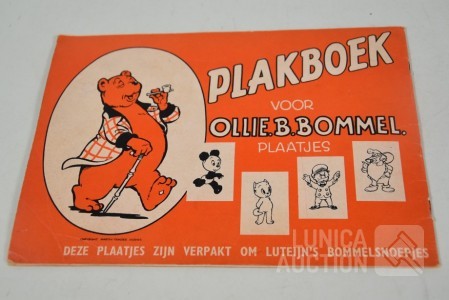 PLAKBOEK
VOOR
OLLIE.B.BOMMEL.
PLAATJES
DEZE PLAATJES ZIJN VERPAKT OM LUTEIJN'S BOMMELSNOEPJES
LUNICA
AUCTION